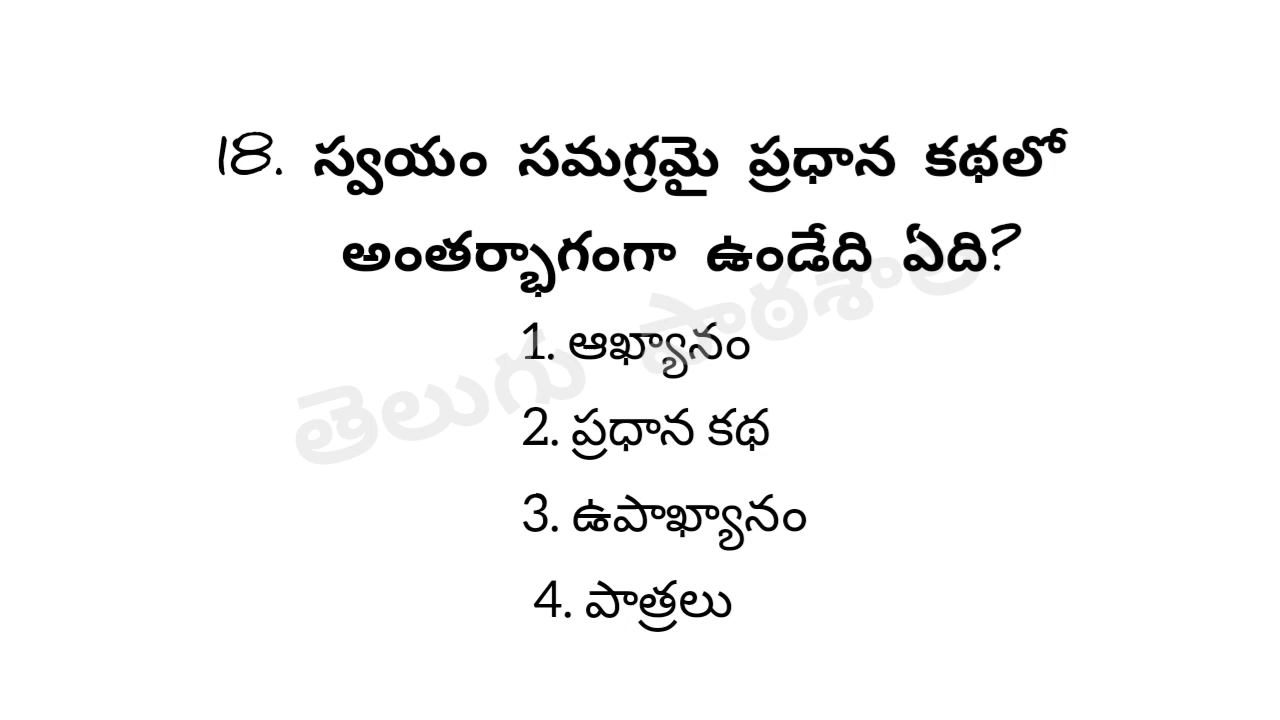 18. స్వయం సమగ్రమై ప్రధాన కథలో
అంతర్భాగంగా ఉండేది ఏది?
1. ఆఖ్యానం
2. ప్రధాన కథ
3. ఉపాఖ్యానం
4. పాత్రలు
తెలుగు పాఠశాల